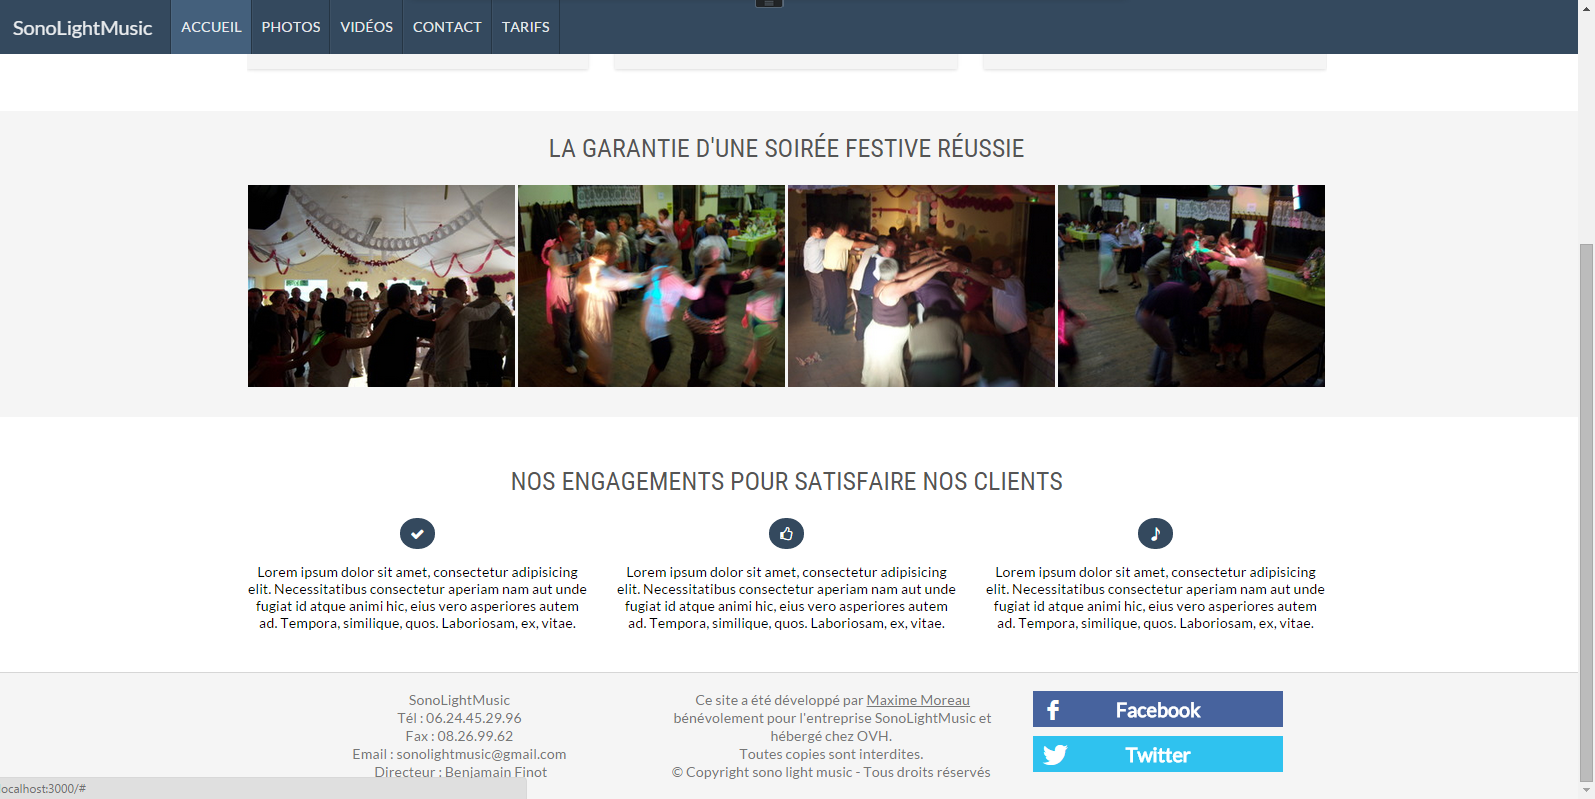 SonoLightMusic ACCUEIL PHOTOS VIDÉOS CONTACT TARIFS
LA GARANTIE D'UNE SOIRÉE FESTIVE RÉUSSIE
NOS ENGAGEMENTS POUR SATISFAIRE NOS CLIENTS
Lorem ipsum dolor sit amet, consectetur adipisicing
elit. Necessitatibus consectetur aperiam nam aut unde
fugiat id atque animi hic, eius vero asperiores autem
ad. Tempora, similique, quos. Laboriosam, ex, vitae.
Lorem ipsum dolor sit amet, consectetur adipisicing
elit. Necessitatibus consectetur aperiam nam aut unde
fugiat id atque animi hic, eius vero asperiores autem
ad. Tempora, similique, quos. Laboriosam, ex, vitae.
Lorem ipsum dolor sit amet, consectetur adipisicing
elit. Necessitatibus consectetur aperiam nam aut unde
fugiat id atque animi hic, eius vero asperiores autem
ad. Tempora, similique, quos. Laboriosam, ex, vitae.
SonoLightMusic
Tél : 06.24.45.29.96
Fax : 08.26.99.62
Email : sonolightmusic@gmail.com
Directeur : Benjamain Finot
Ce site a été développé par Maxime Moreau
bénévolement pour l'entreprise SonoLightMusic et
hébergé chez OVH.
Toutes copies sont interdites.
© Copyright sono light music - Tous droits réservés
Facebook
Twitter
ocalhost:3000/#